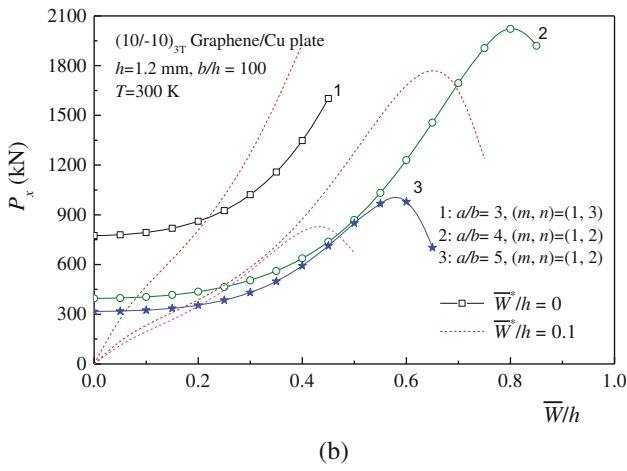 2100
1800
1500
1200
900
600
300
0
P_x (kN)
(10/-10)_3T Graphene/Cu plate
h=1.2 mm, b/h = 100
T=300 K
1
2
3
1: a/b= 3, (m, n)=(1, 3)
2: a/b= 4, (m, n)=(1, 2)
3: a/b= 5, (m, n)=(1, 2)
W̅*/h = 0
W̅*/h = 0.1
0.0 0.2 0.4 0.6 0.8 1.0
W̅/h
(b)